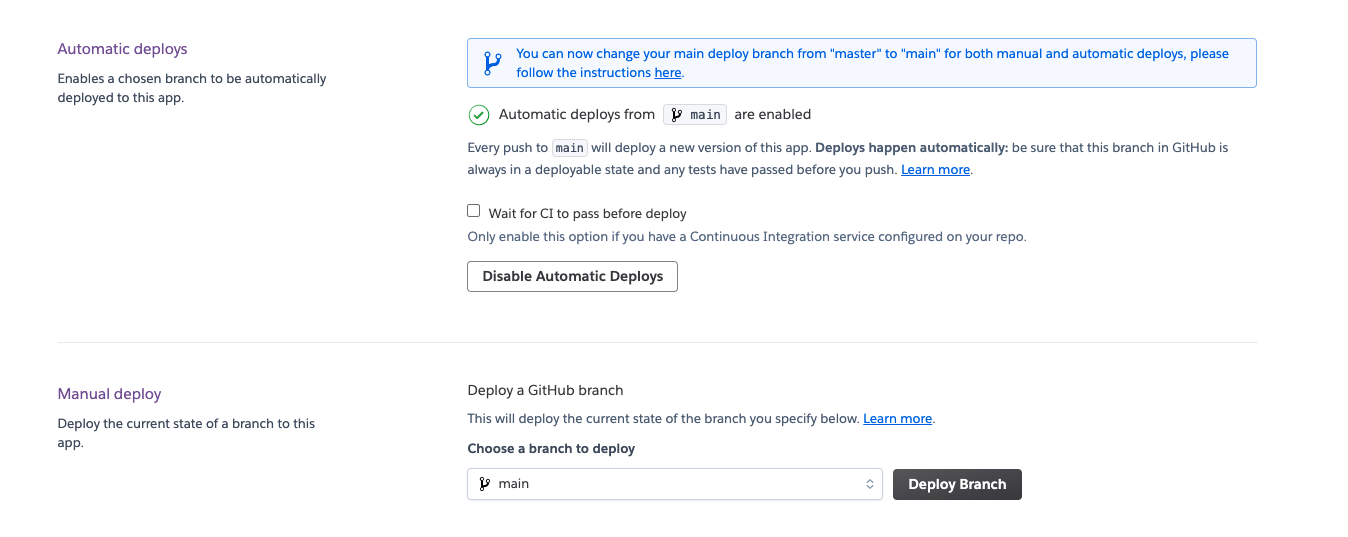 Automatic deploys
Enables a chosen branch to be automatically
deployed to this app.
You can now change your main deploy branch from "master" to "main" for both manual and automatic deploys, please
follow the instructions here.
Automatic deploys from main are enabled
Every push to main will deploy a new version of this app. Deploys happen automatically: be sure that this branch in GitHub is
always in a deployable state and any tests have passed before you push. Learn more.
Wait for CI to pass before deploy
Only enable this option if you have a Continuous Integration service configured on your repo.
Disable Automatic Deploys
Manual deploy
Deploy the current state of a branch to this
app.
Deploy a GitHub branch
This will deploy the current state of the branch you specify below. Learn more.
Choose a branch to deploy
main
Deploy Branch